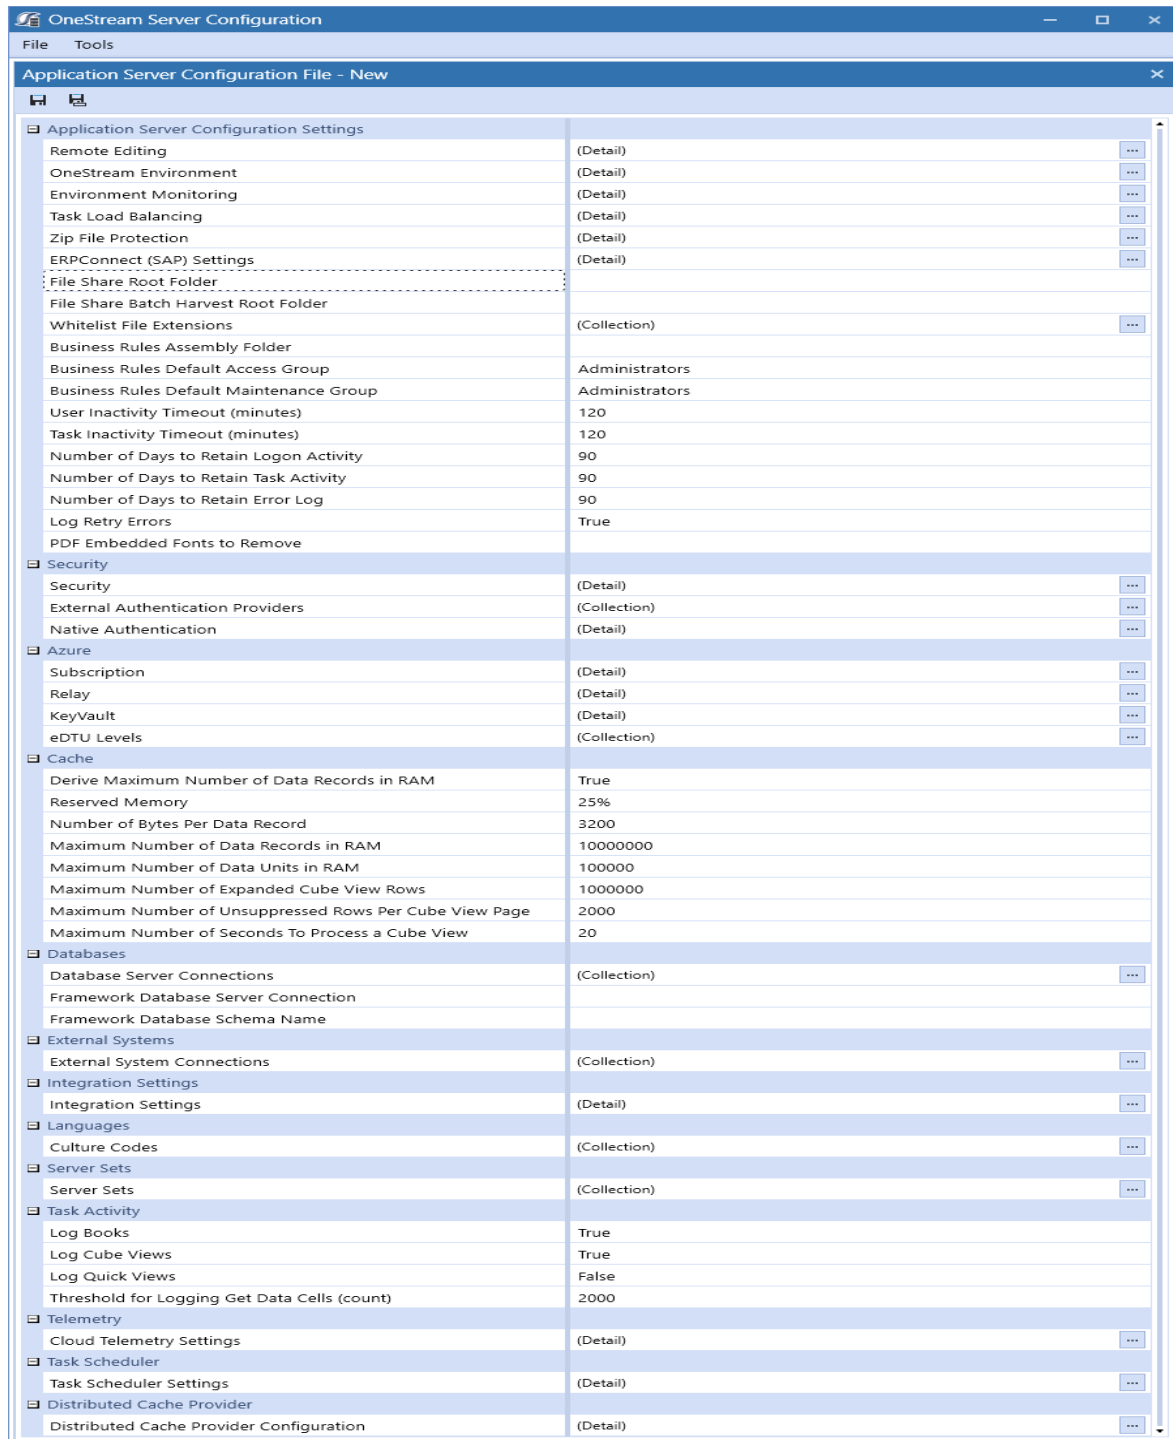 OneStream Server Configuration
File Tools
Application Server Configuration File - New
Application Server Configuration Settings
Remote Editing (Detail) ...
OneStream Environment (Detail) ...
Environment Monitoring (Detail) ...
Task Load Balancing (Detail) ...
Zip File Protection (Detail) ...
ERPConnect (SAP) Settings (Detail) ...
File Share Root Folder
File Share Batch Harvest Root Folder
Whitelist File Extensions (Collection) ...
Business Rules Assembly Folder
Business Rules Default Access Group Administrators
Business Rules Default Maintenance Group Administrators
User Inactivity Timeout (minutes) 120
Task Inactivity Timeout (minutes) 120
Number of Days to Retain Logon Activity 90
Number of Days to Retain Task Activity 90
Number of Days to Retain Error Log 90
Log Retry Errors True
PDF Embedded Fonts to Remove
Security
Security (Detail) ...
External Authentication Providers (Collection) ...
Native Authentication (Detail) ...
Azure
Subscription (Detail) ...
Relay (Detail) ...
KeyVault (Detail) ...
eDTU Levels (Collection) ...
Cache
Derive Maximum Number of Data Records in RAM True
Reserved Memory 25%
Number of Bytes Per Data Record 3200
Maximum Number of Data Records in RAM 10000000
Maximum Number of Data Units in RAM 100000
Maximum Number of Expanded Cube View Rows 1000000
Maximum Number of Unsuppressed Rows Per Cube View Page 2000
Maximum Number of Seconds To Process a Cube View 20
Databases
Database Server Connections (Collection) ...
Framework Database Server Connection
Framework Database Schema Name
External Systems
External System Connections (Collection) ...
Integration Settings
Integration Settings (Detail) ...
Languages
Culture Codes (Collection) ...
Server Sets
Server Sets (Collection) ...
Task Activity
Log Books True
Log Cube Views True
Log Quick Views False
Threshold for Logging Get Data Cells (count) 2000
Telemetry
Cloud Telemetry Settings (Detail) ...
Task Scheduler
Task Scheduler Settings (Detail) ...
Distributed Cache Provider
Distributed Cache Provider Configuration (Detail) ...